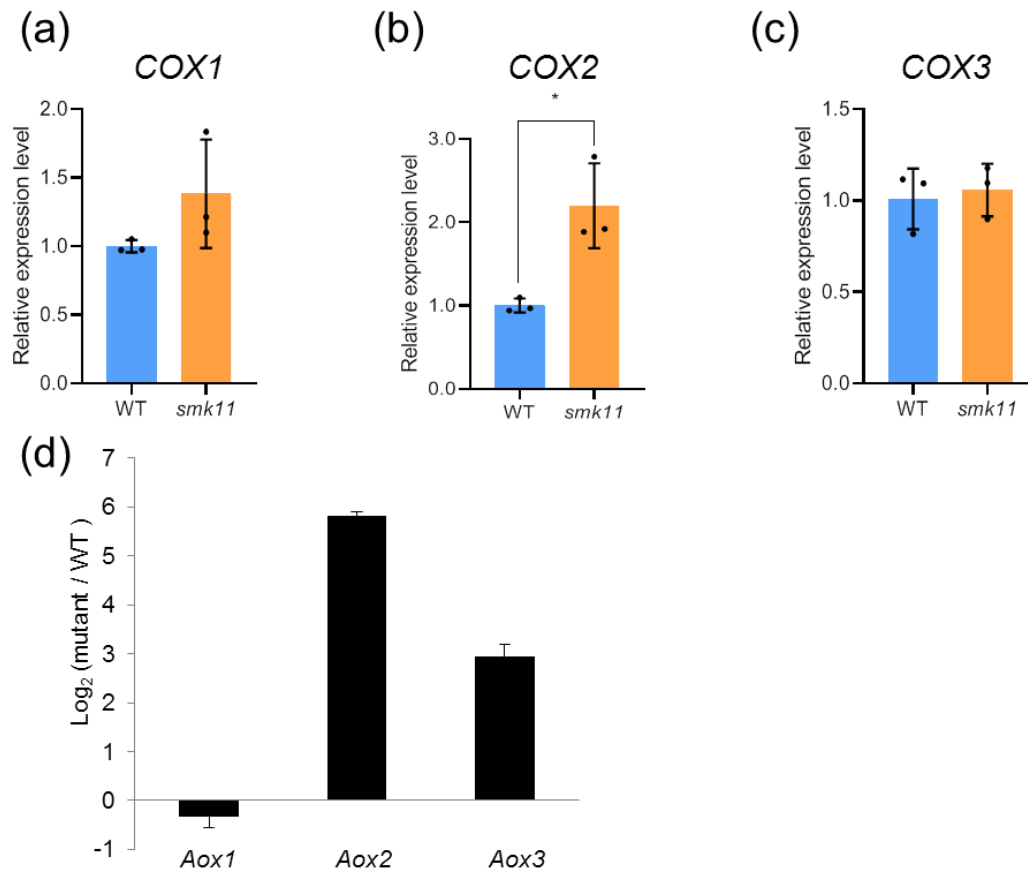 (a)
COX1
Relative expression level
2.0
1.5
1.0
0.5
0.0
WT smk11
(b)
COX2
*
Relative expression level
3.0
2.0
1.0
0.0
WT smk11
(c)
COX3
Relative expression level
1.5
1.0
0.5
0.0
WT smk11
(d)
Log₂ (mutant / WT )
7
6
5
4
3
2
1
0
-1
Aox1 Aox2 Aox3